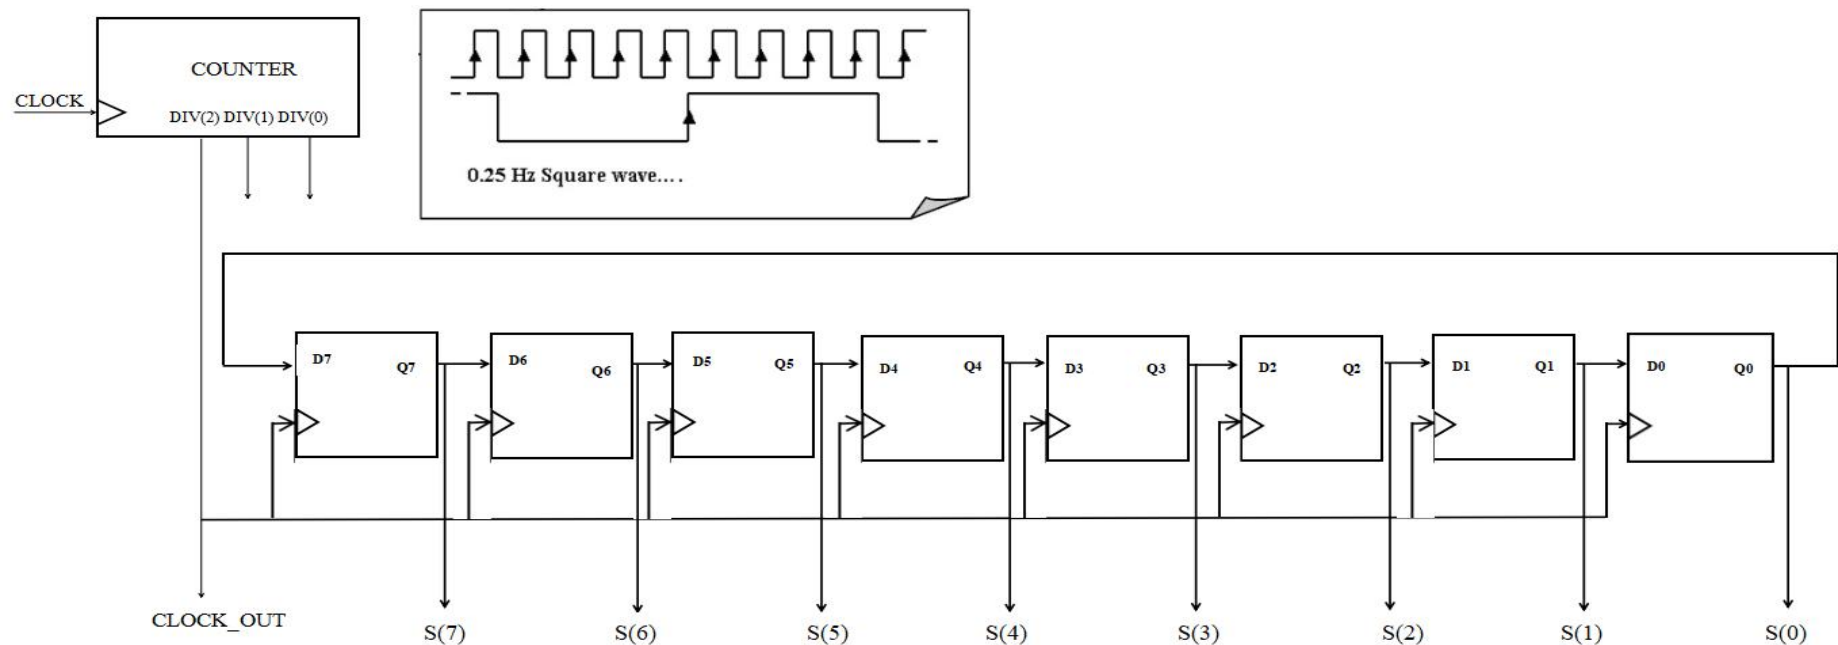 COUNTER
CLOCK
DIV(2) DIV(1) DIV(0)
0.25 Hz Square wave....
D7 Q7 D6 Q6 D5 Q5 D4 Q4 D3 Q3 D2 Q2 D1 Q1 D0 Q0
CLOCK_OUT S(7) S(6) S(5) S(4) S(3) S(2) S(1) S(0)